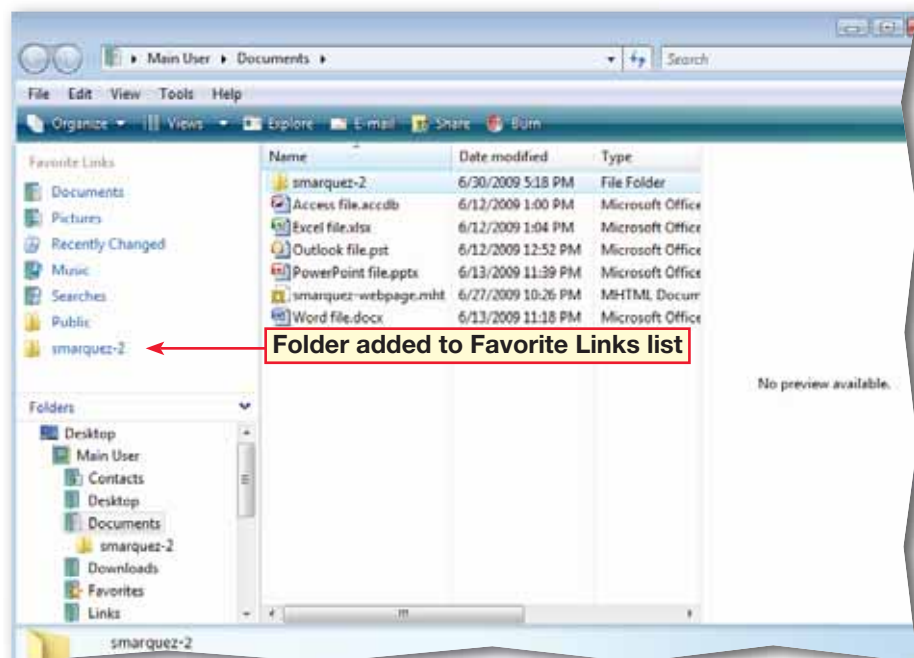 Main User ▸ Documents ▸
Search
File Edit View Tools Help
Organize Views Explore E-mail Share Burn
Favorite Links
Documents
Pictures
Recently Changed
Music
Searches
Public
smarquez-2
Name Date modified Type
smarquez-2 6/30/2009 5:18 PM File Folder
Access file.accdb 6/12/2009 1:00 PM Microsoft Office
Excel file.xlsx 6/12/2009 1:04 PM Microsoft Office
Outlook file.pst 6/12/2009 12:52 PM Microsoft Office
PowerPoint file.pptx 6/13/2009 11:39 PM Microsoft Office
smarquez-webpage.mht 6/27/2009 10:26 PM MHTML Docum
Word file.docx 6/13/2009 11:18 PM Microsoft Office
Folder added to Favorite Links list
No preview available.
Folders
Desktop
Main User
Contacts
Desktop
Documents
smarquez-2
Downloads
Favorites
Links
smarquez-2